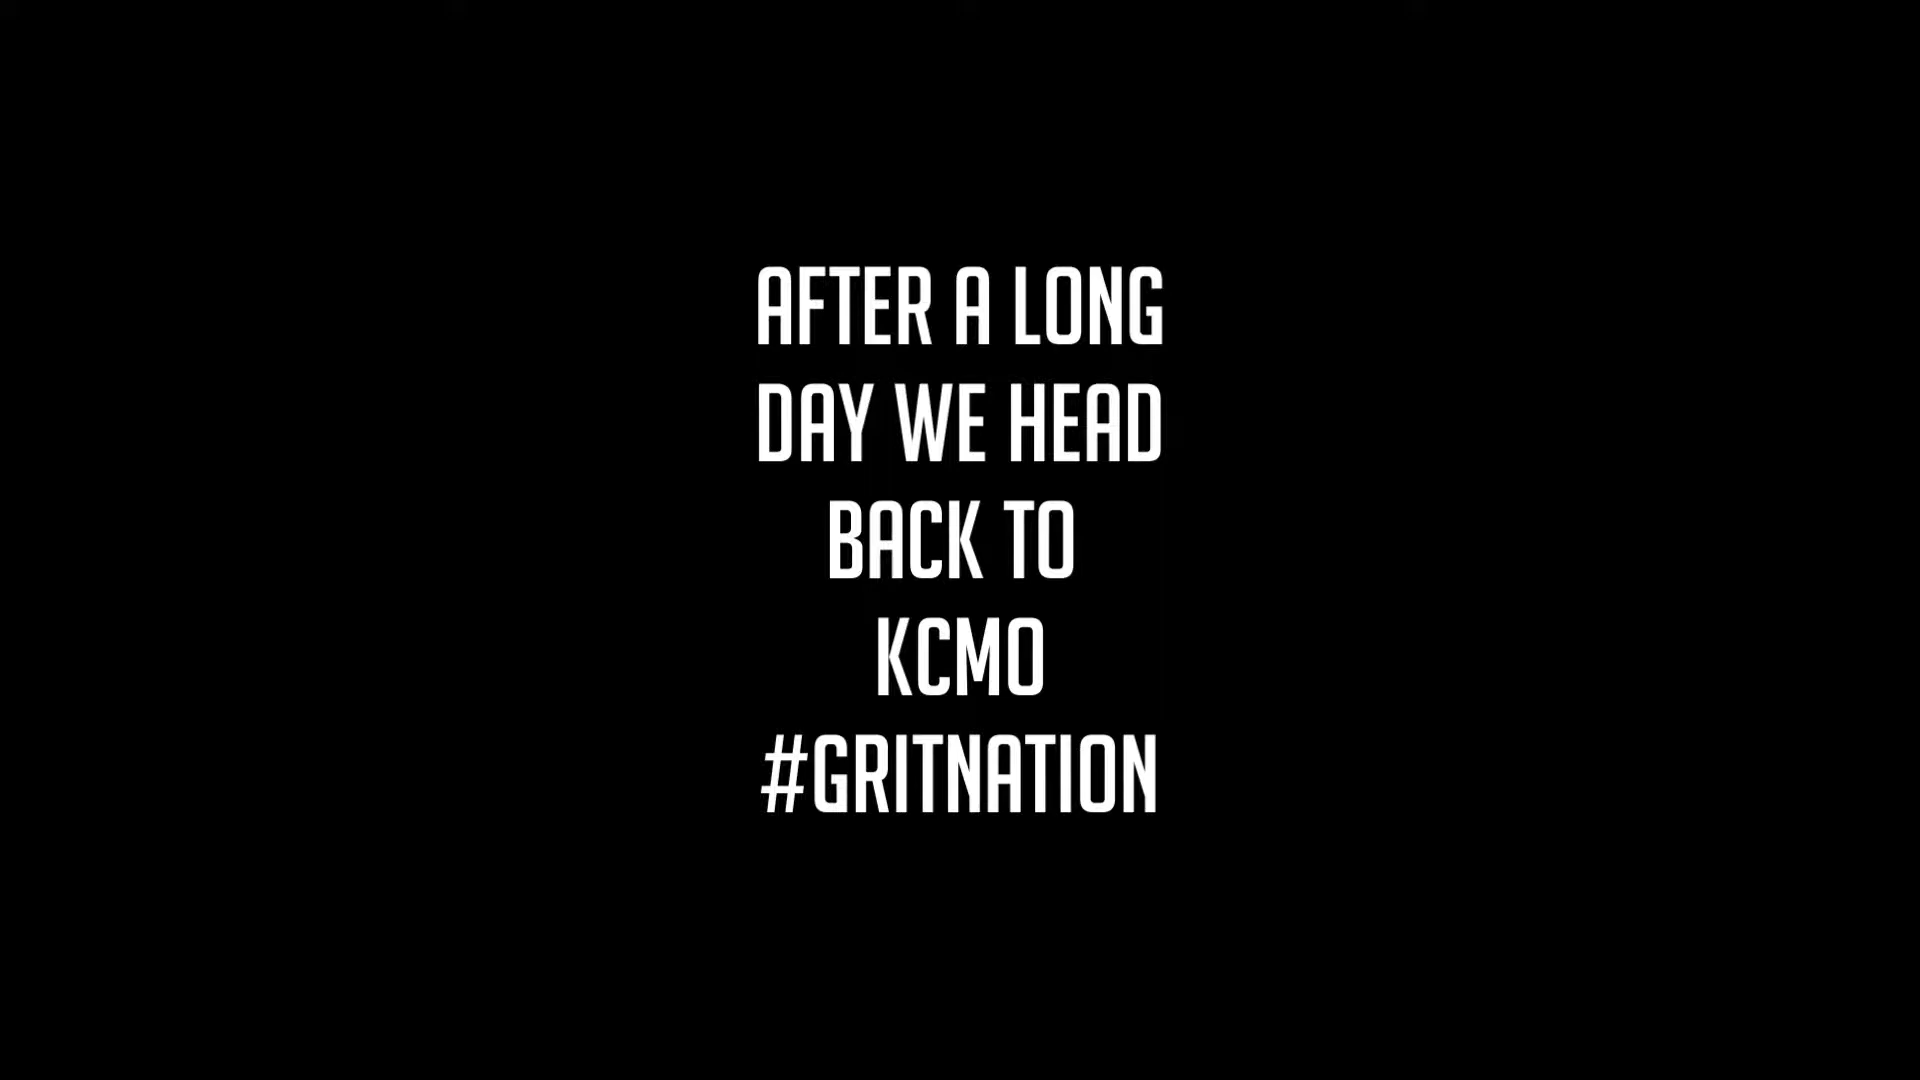 AFTER A LONG
DAY WE HEAD
BACK TO
KCMO
#GRITNATION